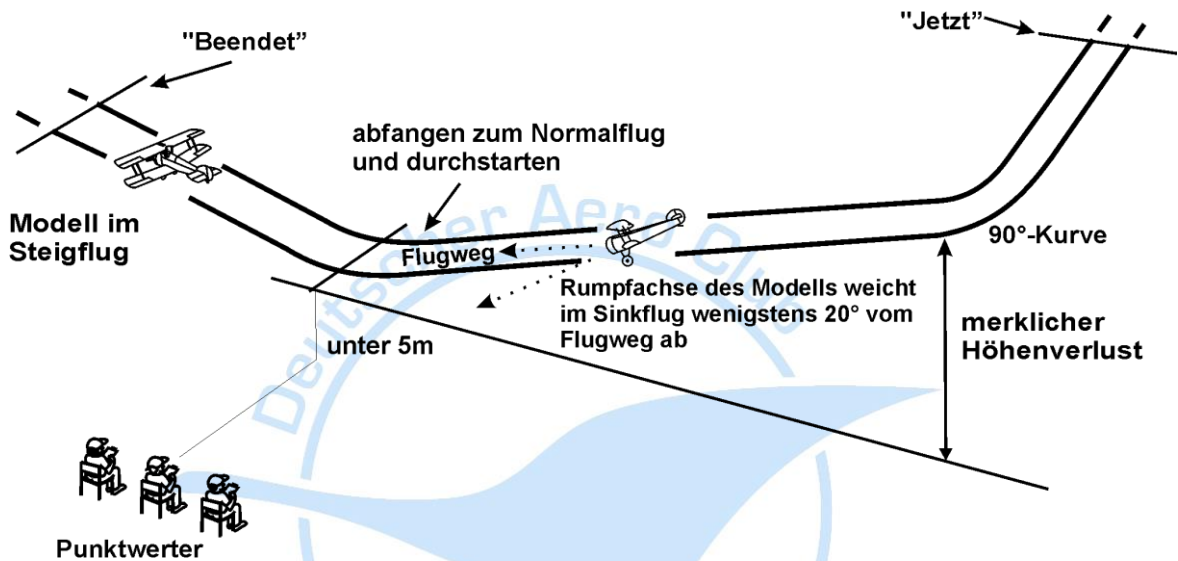 "Jetzt”
"Beendet”
abfangen zum Normalflug
und durchstarten
Modell im
Steigflug
Flugweg
90°-Kurve
Rumpfachse des Modells weicht
im Sinkflug wenigstens 20° vom
Flugweg ab
merklicher
Höhenverlust
unter 5m
Punktwerter
Deutscher Aero Club